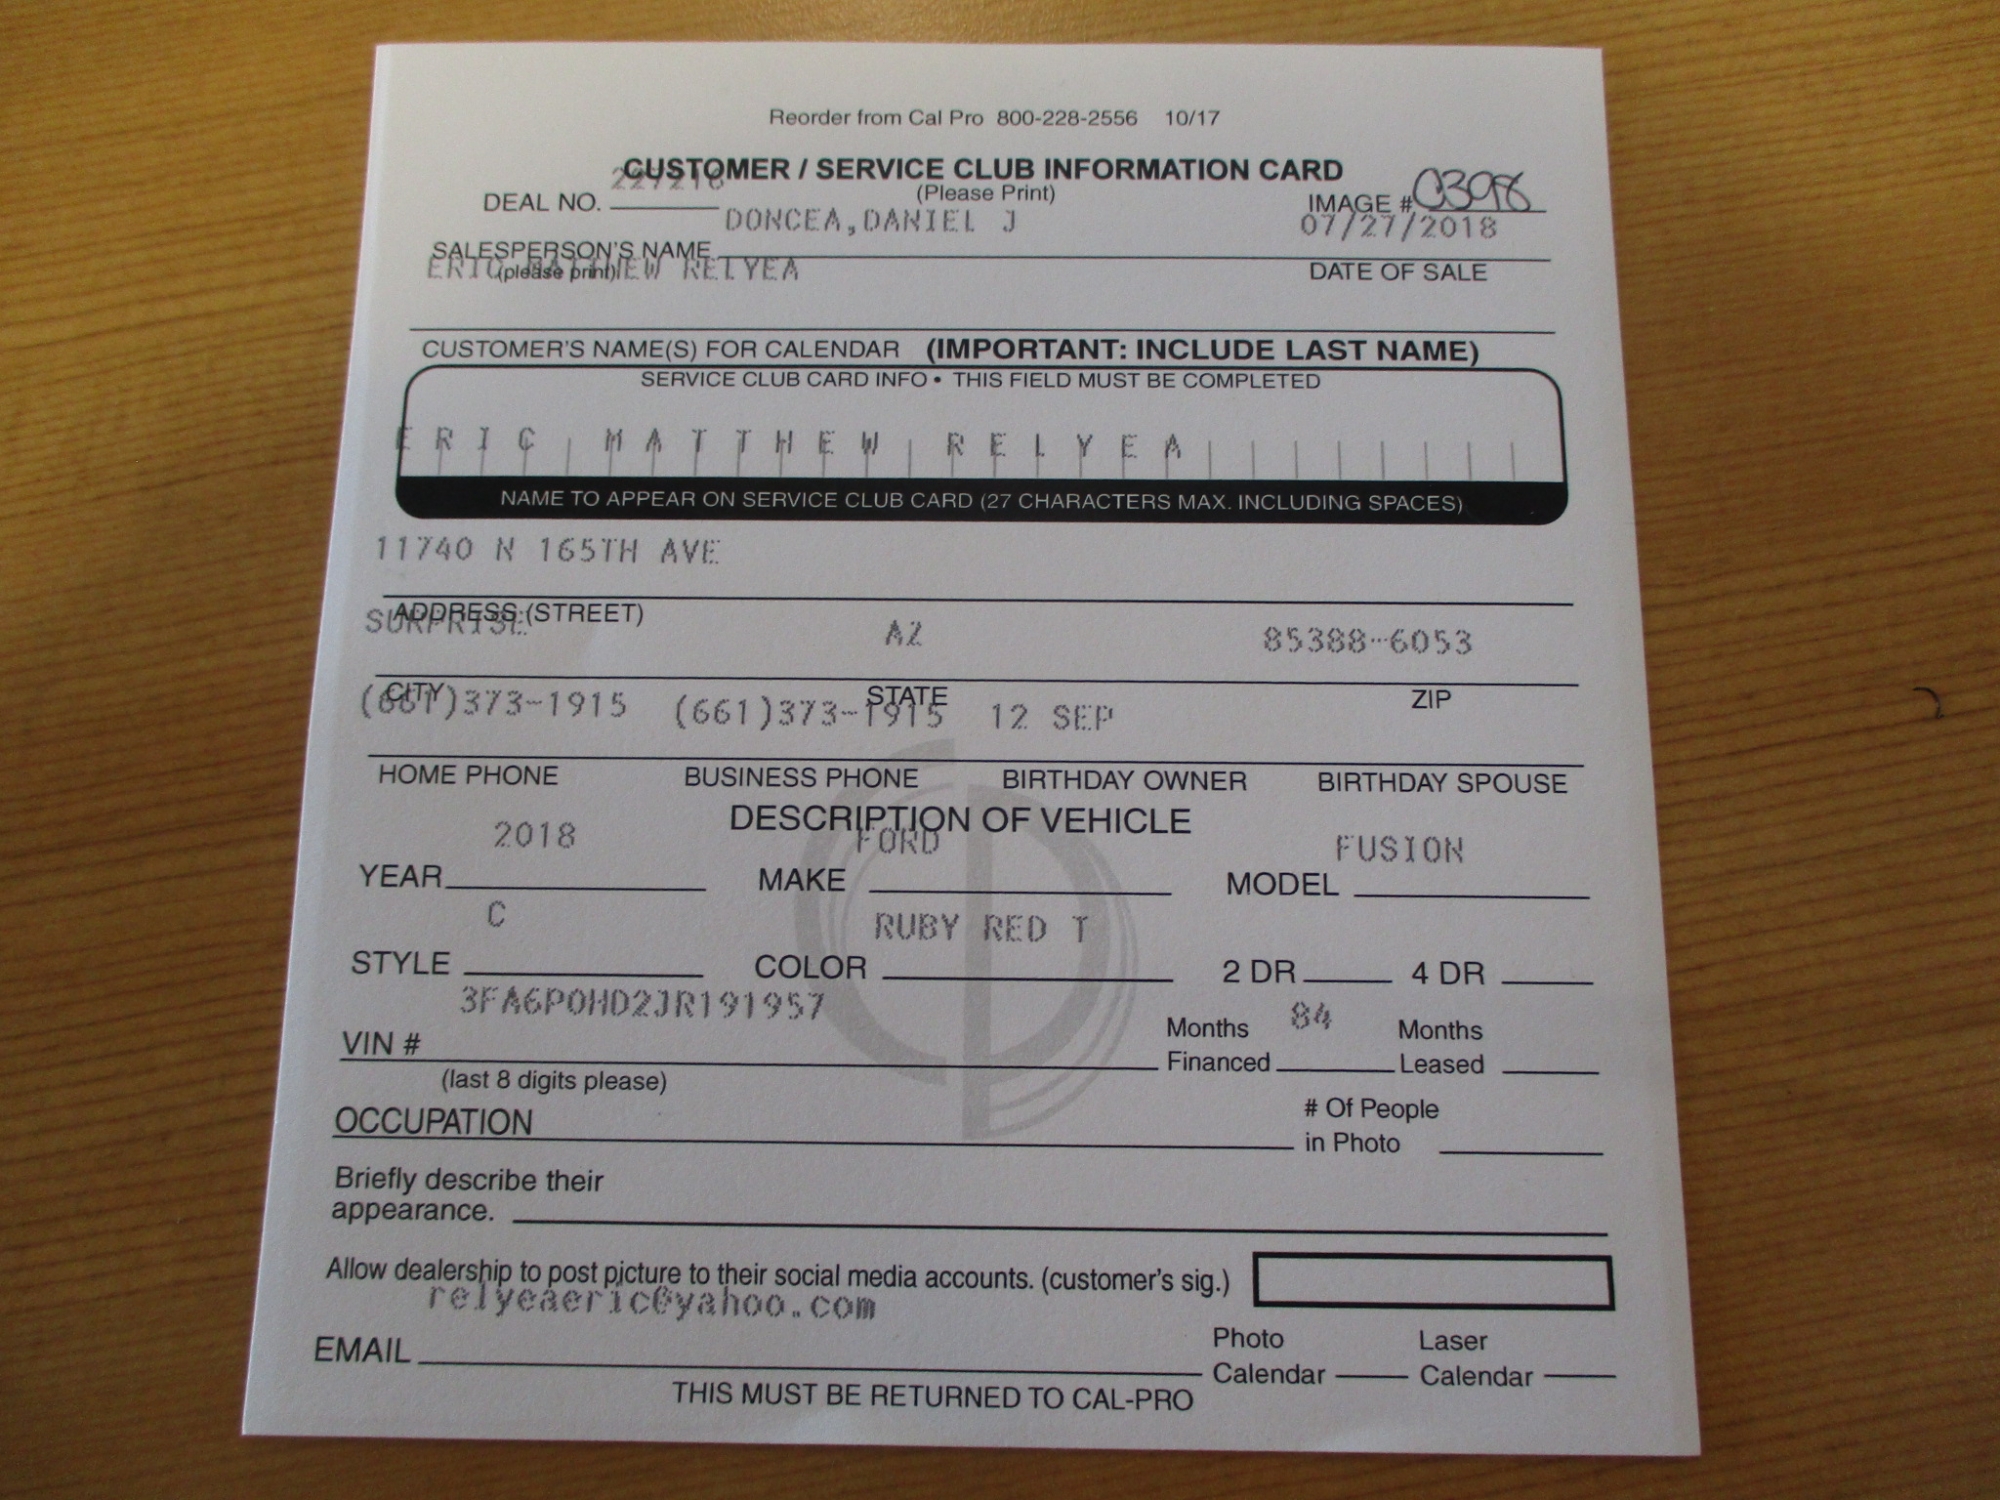 Reorder from Cal Pro 800-228-2556 10/17
CUSTOMER / SERVICE CLUB INFORMATION CARD
(Please Print)
DEAL NO.
IMAGE # 0398
DONCEA,DANIEL J 07/27/2018
SALESPERSON'S NAME
(please print)
DATE OF SALE
ERIC MATTHEW RELYEA
CUSTOMER'S NAME(S) FOR CALENDAR (IMPORTANT: INCLUDE LAST NAME)
SERVICE CLUB CARD INFO • THIS FIELD MUST BE COMPLETED
ERIC MATTHEW RELYEA
NAME TO APPEAR ON SERVICE CLUB CARD (27 CHARACTERS MAX. INCLUDING SPACES)
11740 N 165TH AVE
ADDRESS (STREET)
SURPRISE AZ 85388-6053
CITY STATE ZIP
(661)373-1915 (661)373-1915 12 SEP
HOME PHONE BUSINESS PHONE BIRTHDAY OWNER BIRTHDAY SPOUSE
DESCRIPTION OF VEHICLE
2018 FORD FUSION
YEAR MAKE MODEL
C RUBY RED T
STYLE COLOR 2 DR 4 DR
3FA6P0HD2JR191957
VIN #
(last 8 digits please)
Months Financed 84 Months Leased
OCCUPATION
# Of People in Photo
Briefly describe their
appearance.
Allow dealership to post picture to their social media accounts. (customer's sig.)
relyeaeric@yahoo.com
EMAIL
Photo Calendar Laser Calendar
THIS MUST BE RETURNED TO CAL-PRO